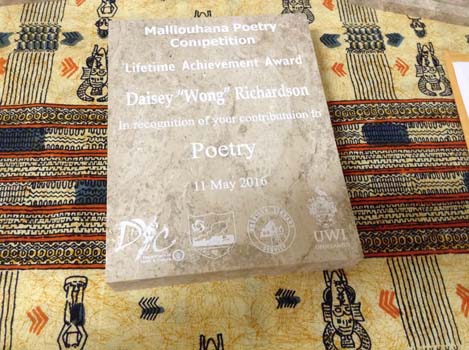 Malliouhana Poetry
Competition
Lifetime Achievement Award
Daisey "Wong" Richardson
In recognition of your contribution to
Poetry
11 May 2016
UWI